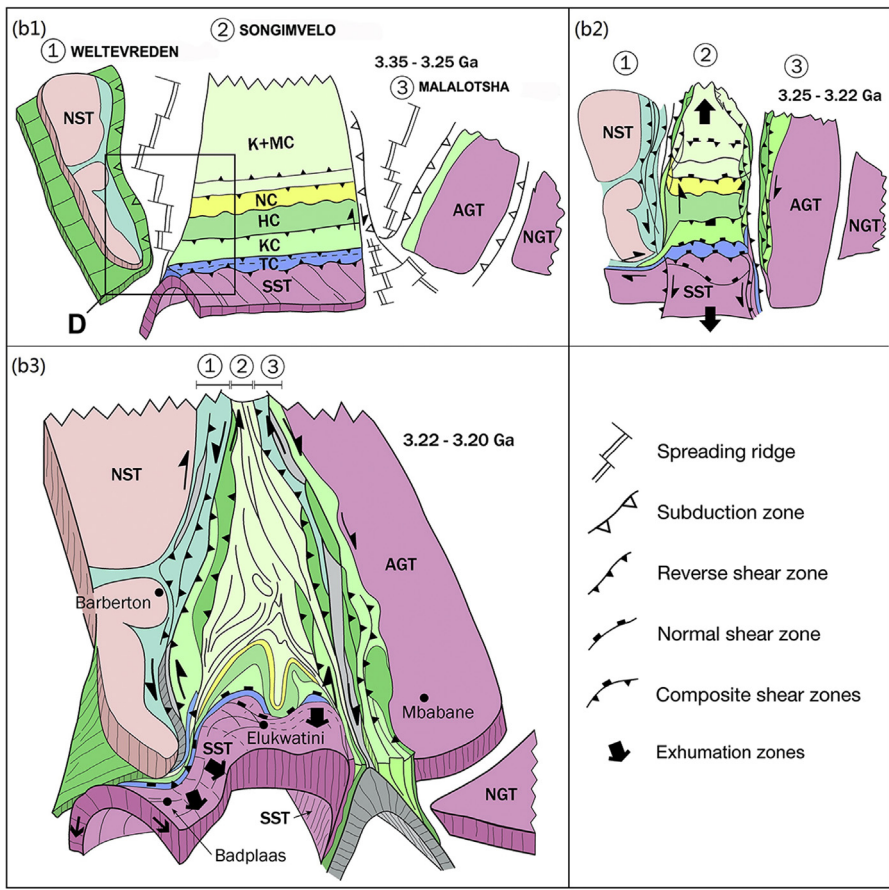 (b1)
① WELTEVREDEN
② SONGIMVELO
3.35 - 3.25 Ga
③ MALALOTSHA
NST
K+MC
NC
HC
KC
TC
SST
AGT
NGT
D
(b2)
①
②
③
3.25 - 3.22 Ga
NST
SST
AGT
NGT
(b3)
① ② ③
3.22 - 3.20 Ga
NST
AGT
Barberton
Mbabane
Elukwatini
SST
NGT
SST
Badplaas
Spreading ridge
Subduction zone
Reverse shear zone
Normal shear zone
Composite shear zones
Exhumation zones